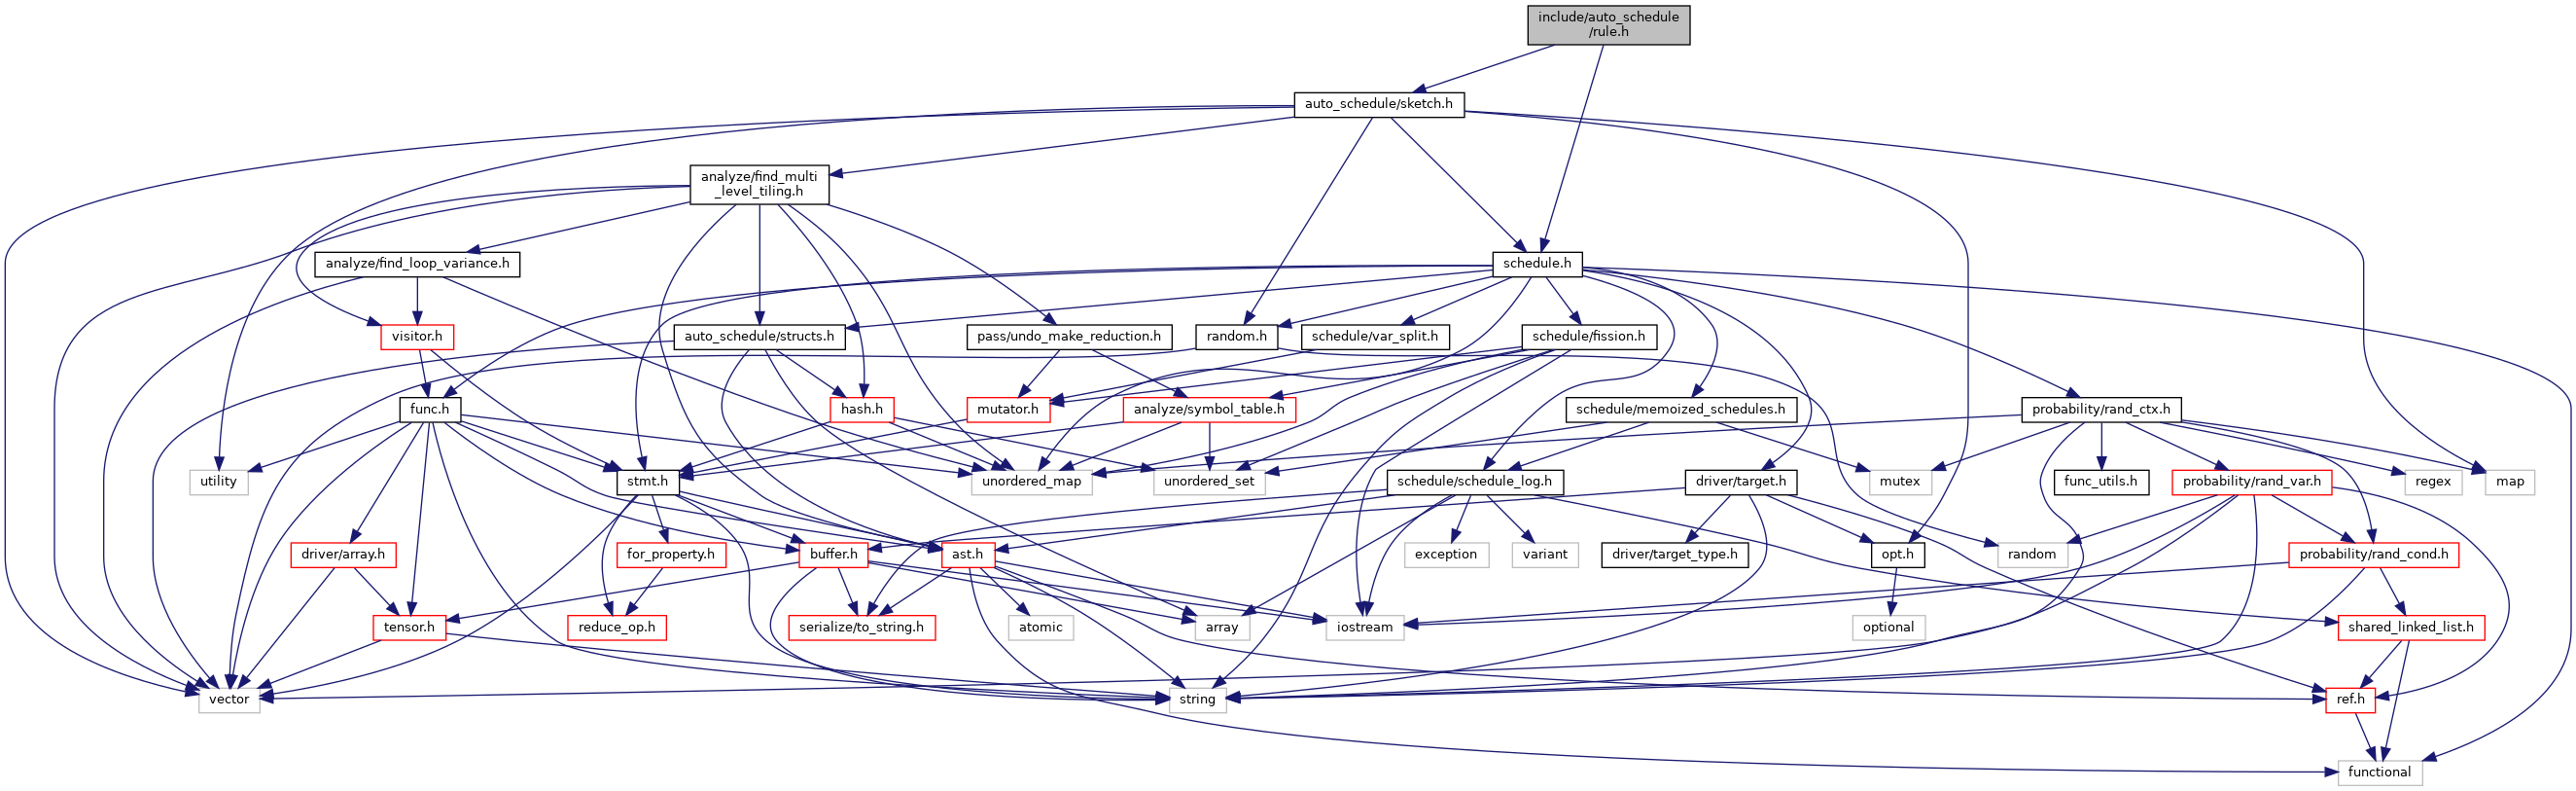 include/auto_schedule
/rule.h
auto_schedule/sketch.h
analyze/find_multi
_level_tiling.h
analyze/find_loop_variance.h
schedule.h
visitor.h
auto_schedule/structs.h
pass/undo_make_reduction.h
random.h
schedule/var_split.h
schedule/fission.h
func.h
hash.h
mutator.h
analyze/symbol_table.h
schedule/memoized_schedules.h
probability/rand_ctx.h
utility
stmt.h
unordered_map
unordered_set
schedule/schedule_log.h
driver/target.h
mutex
func_utils.h
probability/rand_var.h
regex
map
driver/array.h
for_property.h
buffer.h
ast.h
exception
variant
driver/target_type.h
opt.h
random
probability/rand_cond.h
tensor.h
reduce_op.h
serialize/to_string.h
atomic
array
iostream
optional
shared_linked_list.h
vector
string
ref.h
functional